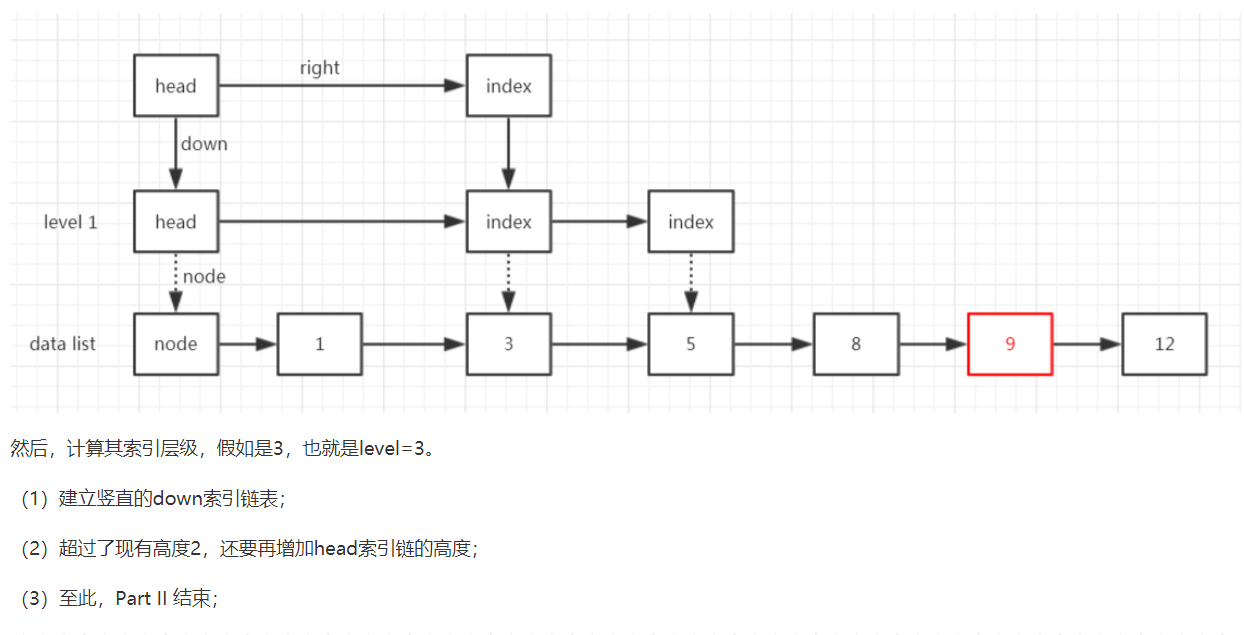 head right index
down
level 1 head index index
node
data list node 1 3 5 8 9 12
然后，计算其索引层级，假如是3，也就是level=3。
（1）建立竖直的down索引链表；
（2）超过了现有高度2，还要再增加head索引链的高度；
（3）至此，Part II 结束；